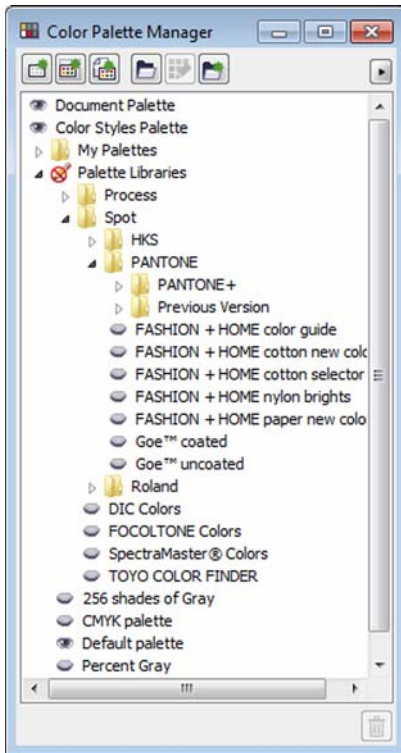 Color Palette Manager
Document Palette
Color Styles Palette
My Palettes
Palette Libraries
Process
Spot
HKS
PANTONE
PANTONE+
Previous Version
FASHION + HOME color guide
FASHION + HOME cotton new colo
FASHION + HOME cotton selector
FASHION + HOME nylon brights
FASHION + HOME paper new colo
Goe™ coated
Goe™ uncoated
Roland
DIC Colors
FOCOLTONE Colors
SpectraMaster® Colors
TOYO COLOR FINDER
256 shades of Gray
CMYK palette
Default palette
Percent Gray